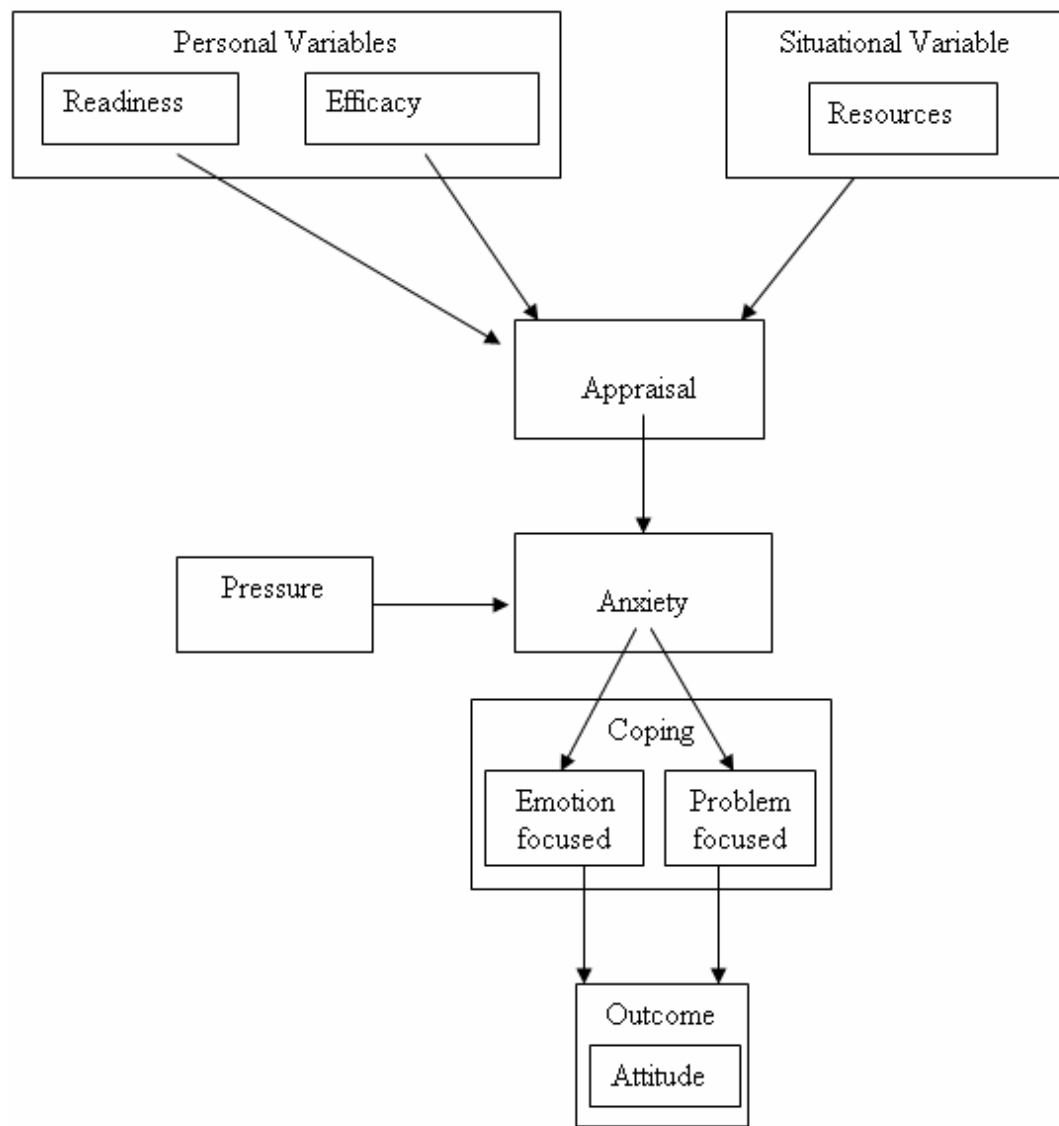 Personal Variables
Readiness
Efficacy
Situational Variable
Resources
Appraisal
Pressure
Anxiety
Coping
Emotion
focused
Problem
focused
Outcome
Attitude